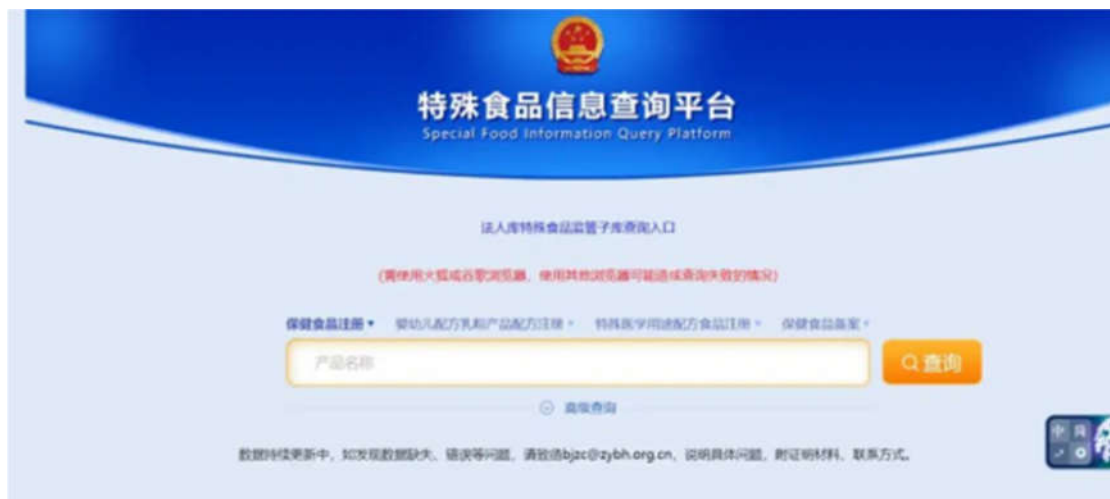 特殊食品信息查询平台
Special Food Information Query Platform
法人库特殊食品监管子库查询入口
(需使用火狐或谷歌浏览器，使用其他浏览器可能造成查询失败的情况)
保健食品注册 婴幼儿配方乳粉产品配方注册 特殊医学用途配方食品注册 保健食品备案
产品名称
查询
高级查询
数据持续更新中，如发现数据缺失、错误等问题，请致函bjzc@zybh.org.cn，说明具体问题，附证明材料、联系方式。
中 简